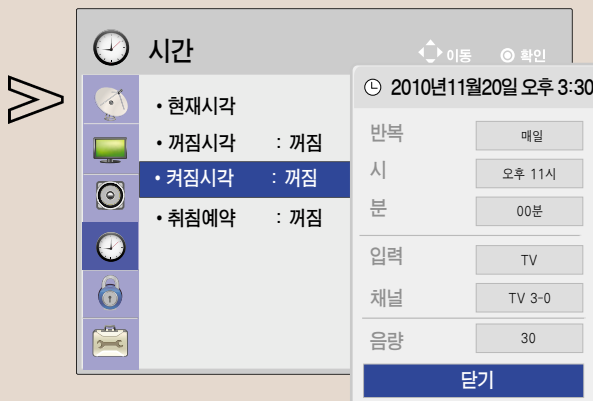 시간
이동 확인
• 현재시각
• 꺼짐시각 : 꺼짐
• 켜짐시각 : 꺼짐
• 취침예약 : 꺼짐
2010년11월20일 오후 3:30
반복 매일
시 오후 11시
분 00분
입력 TV
채널 TV 3-0
음량 30
닫기